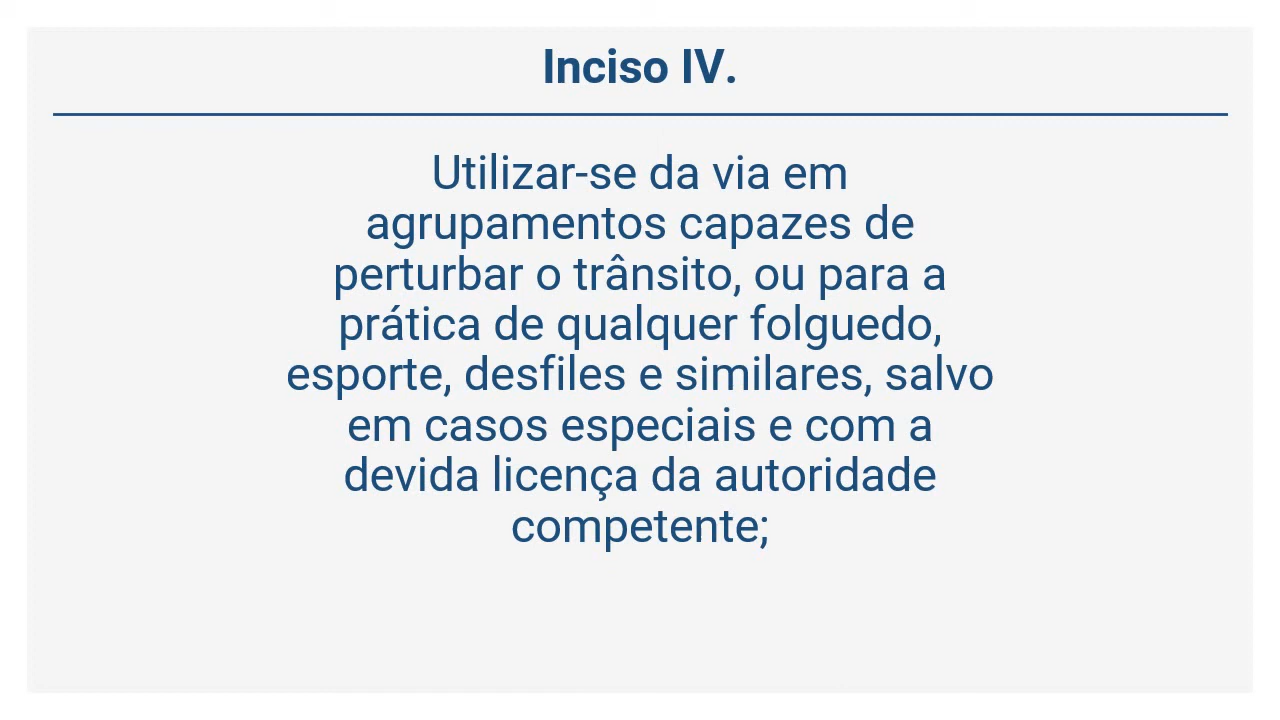 Inciso IV.
Utilizar-se da via em
agrupamentos capazes de
perturbar o trânsito, ou para a
prática de qualquer folguedo,
esporte, desfiles e similares, salvo
em casos especiais e com a
devida licença da autoridade
competente;